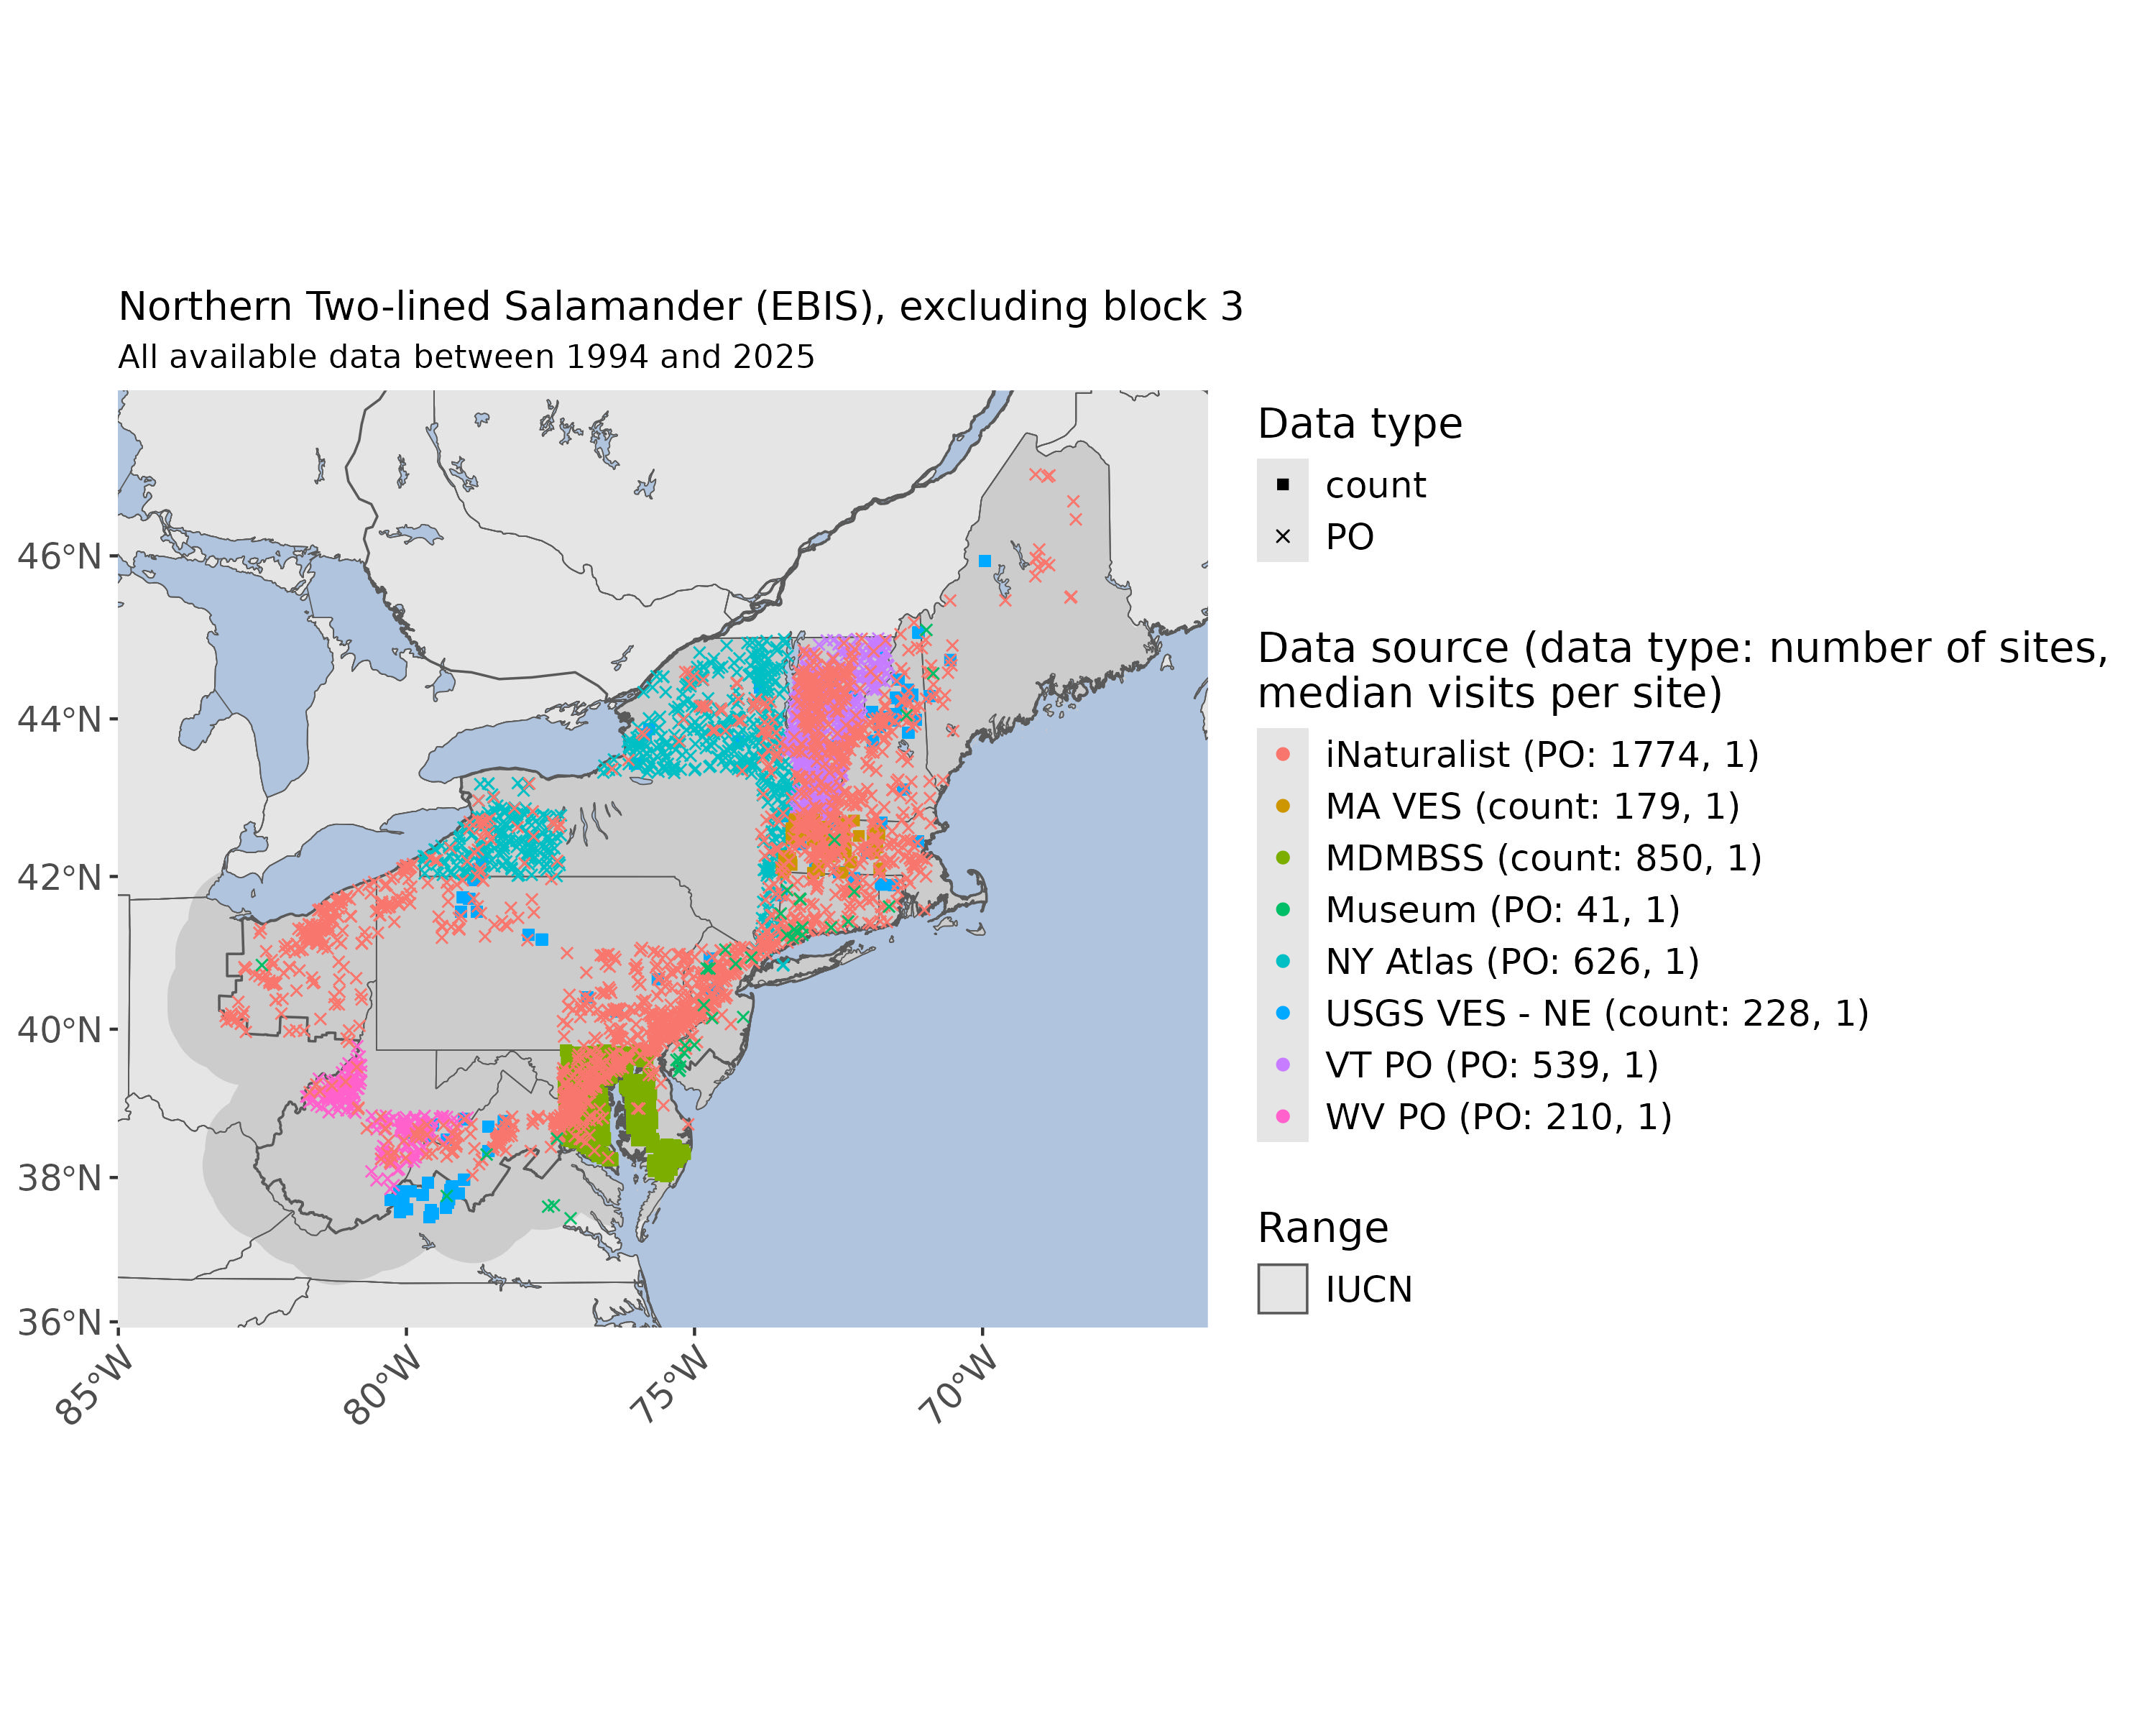 Northern Two-lined Salamander (EBIS), excluding block 3
All available data between 1994 and 2025
46°N
44°N
42°N
40°N
38°N
36°N
85°W
80°W
75°W
70°W
Data type
count
PO
Data source (data type: number of sites,
median visits per site)
iNaturalist (PO: 1774, 1)
MA VES (count: 179, 1)
MDMBSS (count: 850, 1)
Museum (PO: 41, 1)
NY Atlas (PO: 626, 1)
USGS VES - NE (count: 228, 1)
VT PO (PO: 539, 1)
WV PO (PO: 210, 1)
Range
IUCN